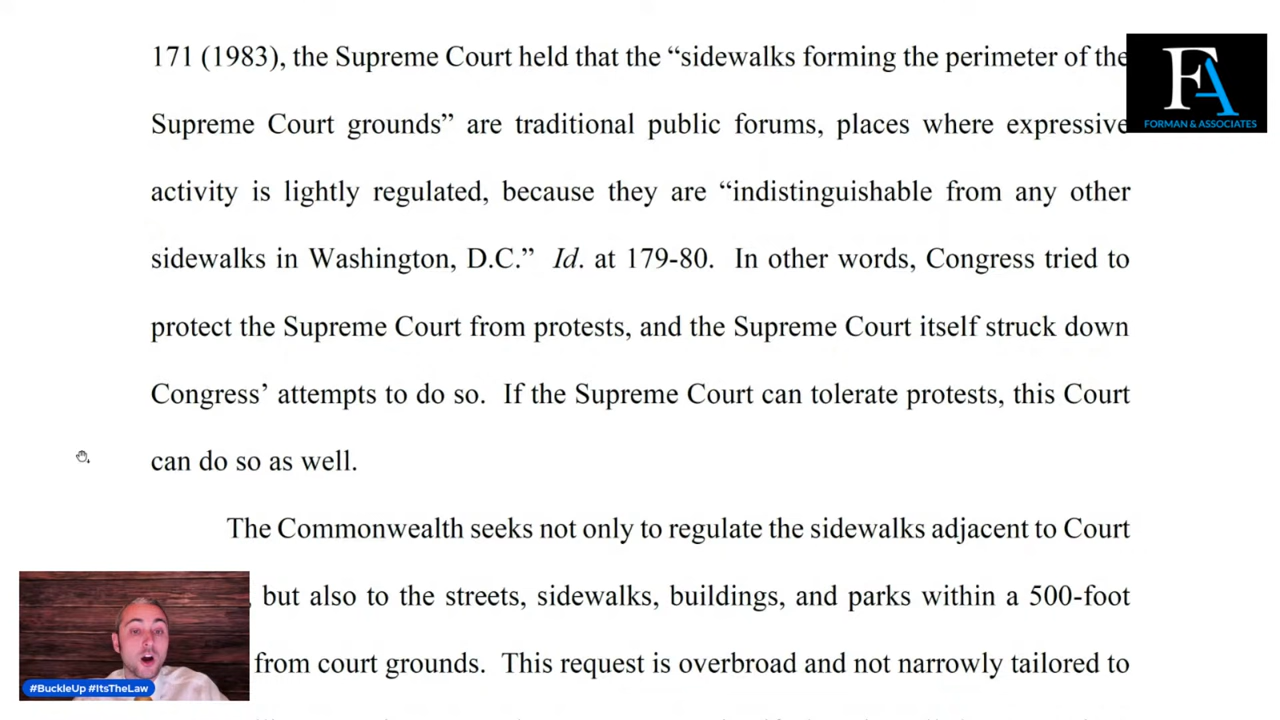 171 (1983), the Supreme Court held that the “sidewalks forming the perimeter of the
Supreme Court grounds” are traditional public forums, places where expressive
activity is lightly regulated, because they are “indistinguishable from any other
sidewalks in Washington, D.C.” Id. at 179-80. In other words, Congress tried to
protect the Supreme Court from protests, and the Supreme Court itself struck down
Congress’ attempts to do so. If the Supreme Court can tolerate protests, this Court
can do so as well.
The Commonwealth seeks not only to regulate the sidewalks adjacent to Court
, but also to the streets, sidewalks, buildings, and parks within a 500-foot
from court grounds. This request is overbroad and not narrowly tailored to
FA
FORMAN & ASSOCIATES
#BuckleUp #ItsTheLaw